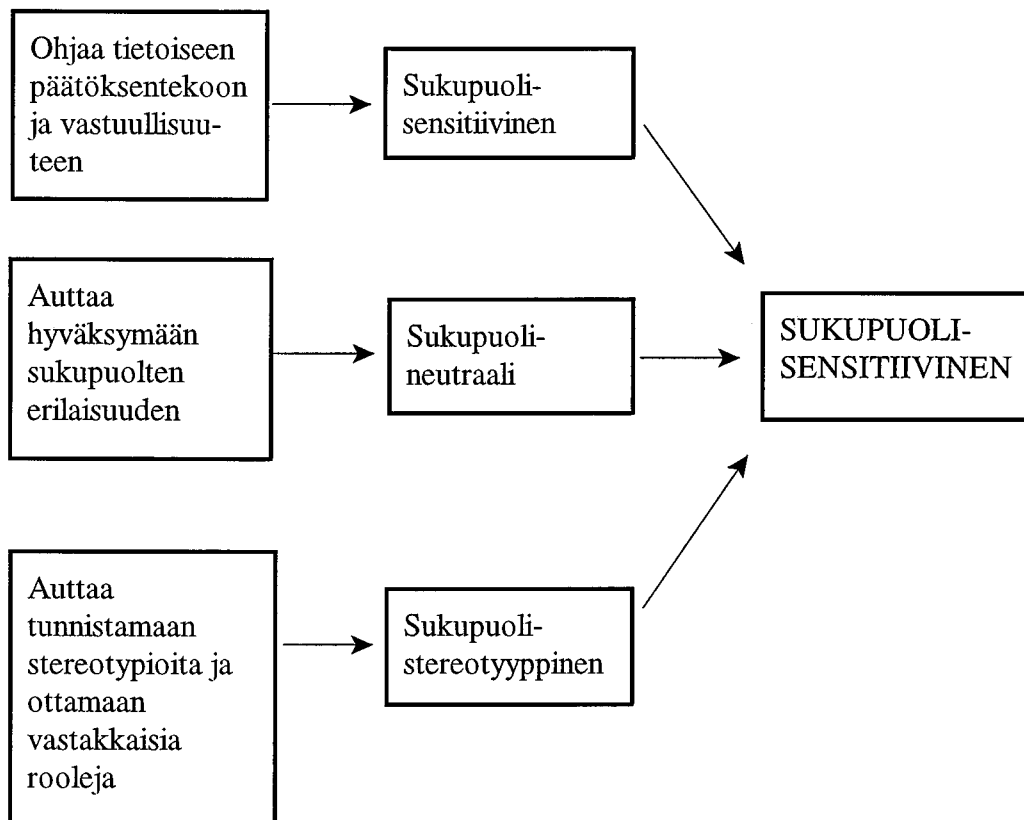 Ohjaa tietoiseen
päätöksentekoon
ja vastuullisuu-
teen
Sukupuoli-
sensitiivinen
Auttaa
hyväksymään
sukupuolten
erilaisuuden
Sukupuoli-
neutraali
SUKUPUOLI-
SENSITIIVINEN
Auttaa
tunnistamaan
stereotypioita ja
ottamaan
vastakkaisia
rooleja
Sukupuoli-
stereotyyppinen